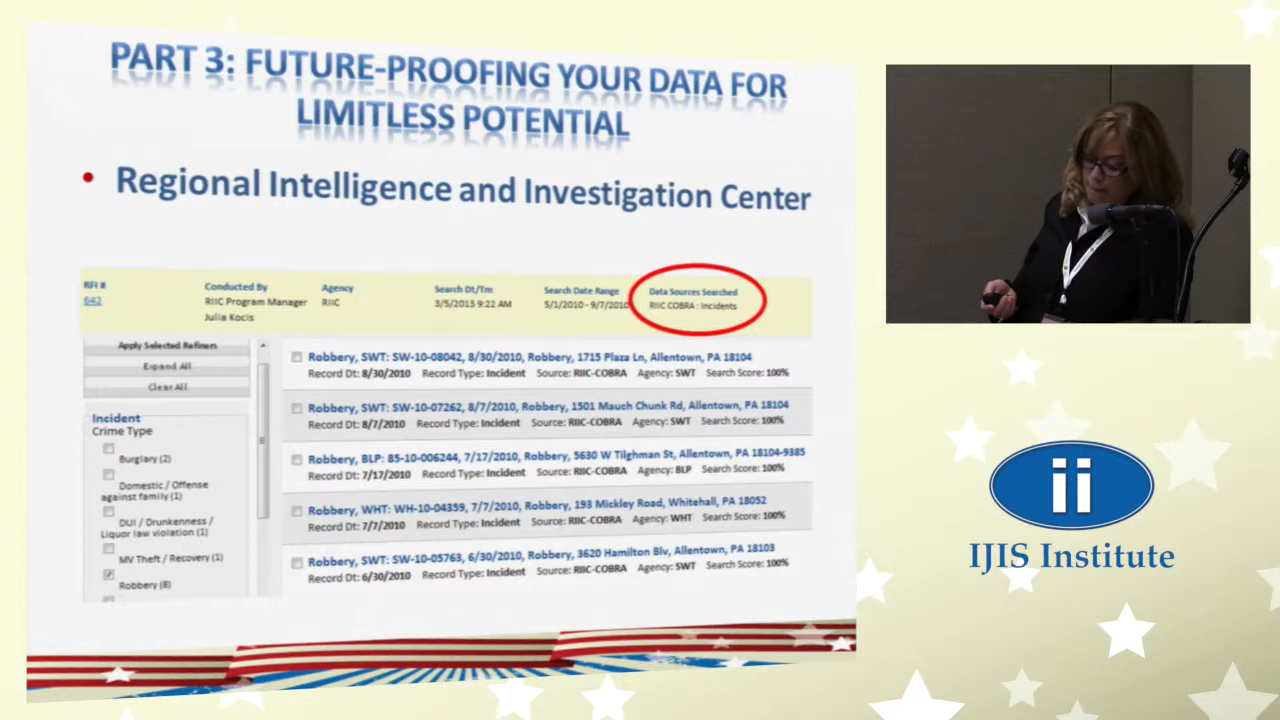 PART 3: FUTURE-PROOFING YOUR DATA FOR
LIMITLESS POTENTIAL
• Regional Intelligence and Investigation Center
RFI # Conducted By Agency Search Dt/Tm Search Date Range Data Sources Searched
642 RIIC Program Manager RIIC 3/5/2013 9:22 AM 5/1/2010 - 9/7/2010 RIIC COBRA : Incidents
Julia Kocis
Apply Selected Refiners
Expand All
Clear All
Incident
Crime Type
Burglary (2)
Domestic / Offense
against family (1)
DUI / Drunkenness /
Liquor law violation (1)
MV Theft / Recovery (1)
Robbery (8)
Robbery, SWT: SW-10-08042, 8/30/2010, Robbery, 1715 Plaza Ln, Allentown, PA 18104
Record Dt: 8/30/2010 Record Type: Incident Source: RIIC-COBRA Agency: SWT Search Score: 100%
Robbery, SWT: SW-10-07262, 8/7/2010, Robbery, 1501 Mauch Chunk Rd, Allentown, PA 18104
Record Dt: 8/7/2010 Record Type: Incident Source: RIIC-COBRA Agency: SWT Search Score: 100%
Robbery, BLP: 85-10-006244, 7/17/2010, Robbery, 5630 W Tilghman St, Allentown, PA 18104-9385
Record Dt: 7/17/2010 Record Type: Incident Source: RIIC-COBRA Agency: BLP Search Score: 100%
Robbery, WHT: WH-10-04359, 7/7/2010, Robbery, 193 Mickley Road, Whitehall, PA 18052
Record Dt: 7/7/2010 Record Type: Incident Source: RIIC-COBRA Agency: WHT Search Score: 100%
Robbery, SWT: SW-10-05763, 6/30/2010, Robbery, 3620 Hamilton Blv, Allentown, PA 18103
Record Dt: 6/30/2010 Record Type: Incident Source: RIIC-COBRA Agency: SWT Search Score: 100%
ii
IJIS Institute